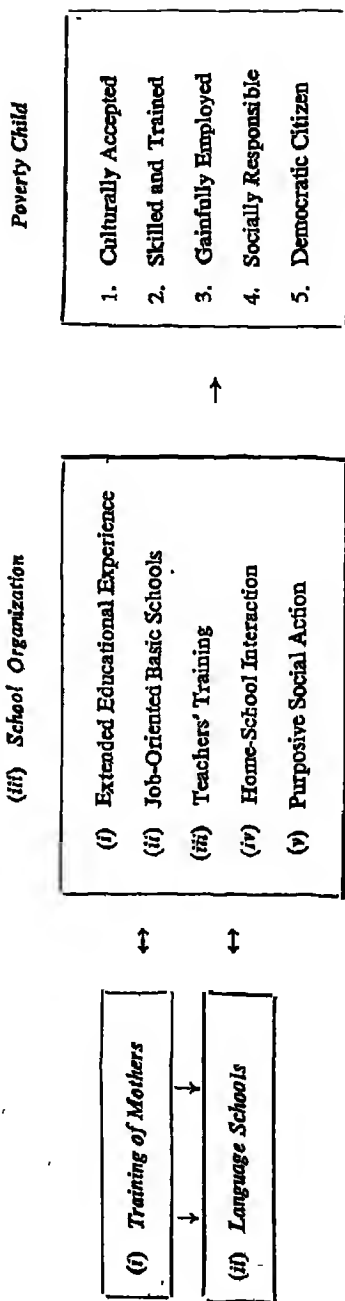 (i) Training of Mothers
↓ ↓
(ii) Language Schools
↔
↔
(iii) School Organization
(i) Extended Educational Experience
(ii) Job-Oriented Basic Schools
(iii) Teachers' Training
(iv) Home-School Interaction
(v) Purposive Social Action
→
Poverty Child
1. Culturally Accepted
2. Skilled and Trained
3. Gainfully Employed
4. Socially Responsible
5. Democratic Citizen